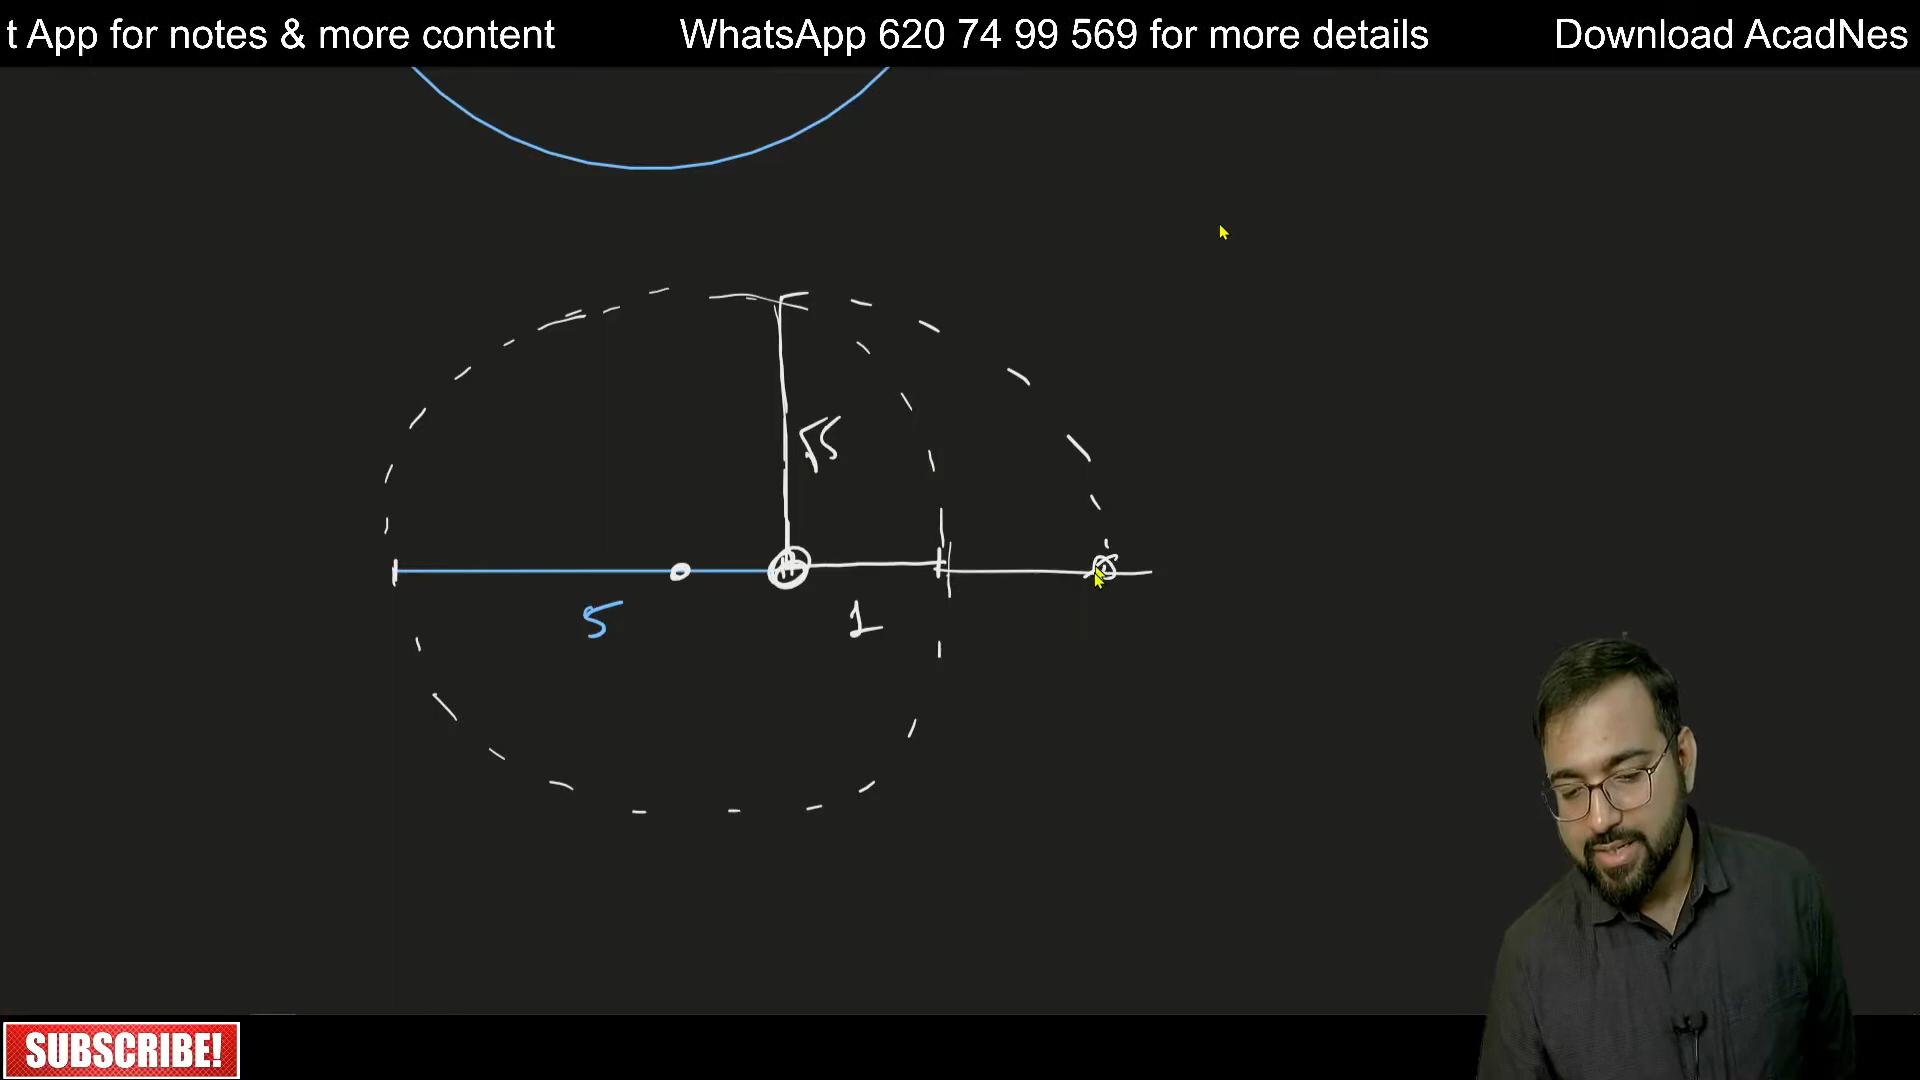 t App for notes & more content WhatsApp 620 74 99 569 for more details Download AcadNes
√5
5 1
SUBSCRIBE!